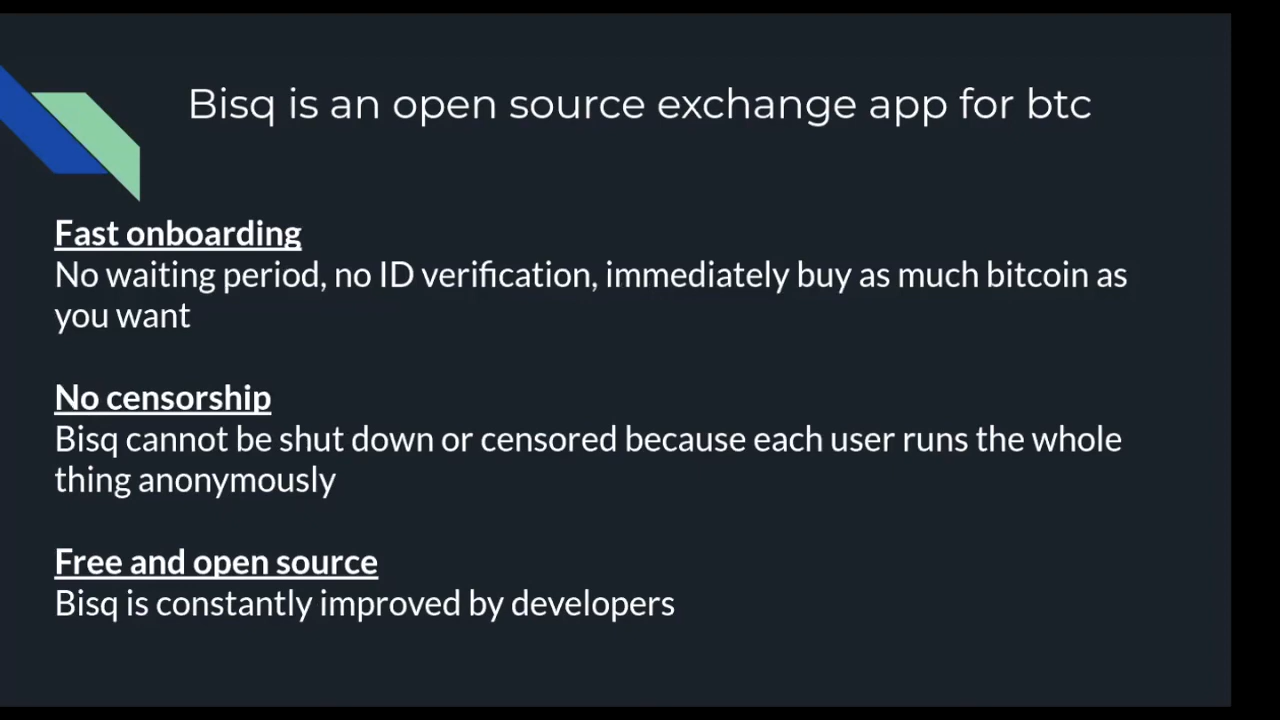 Bisq is an open source exchange app for btc
Fast onboarding
No waiting period, no ID verification, immediately buy as much bitcoin as
you want
No censorship
Bisq cannot be shut down or censored because each user runs the whole
thing anonymously
Free and open source
Bisq is constantly improved by developers